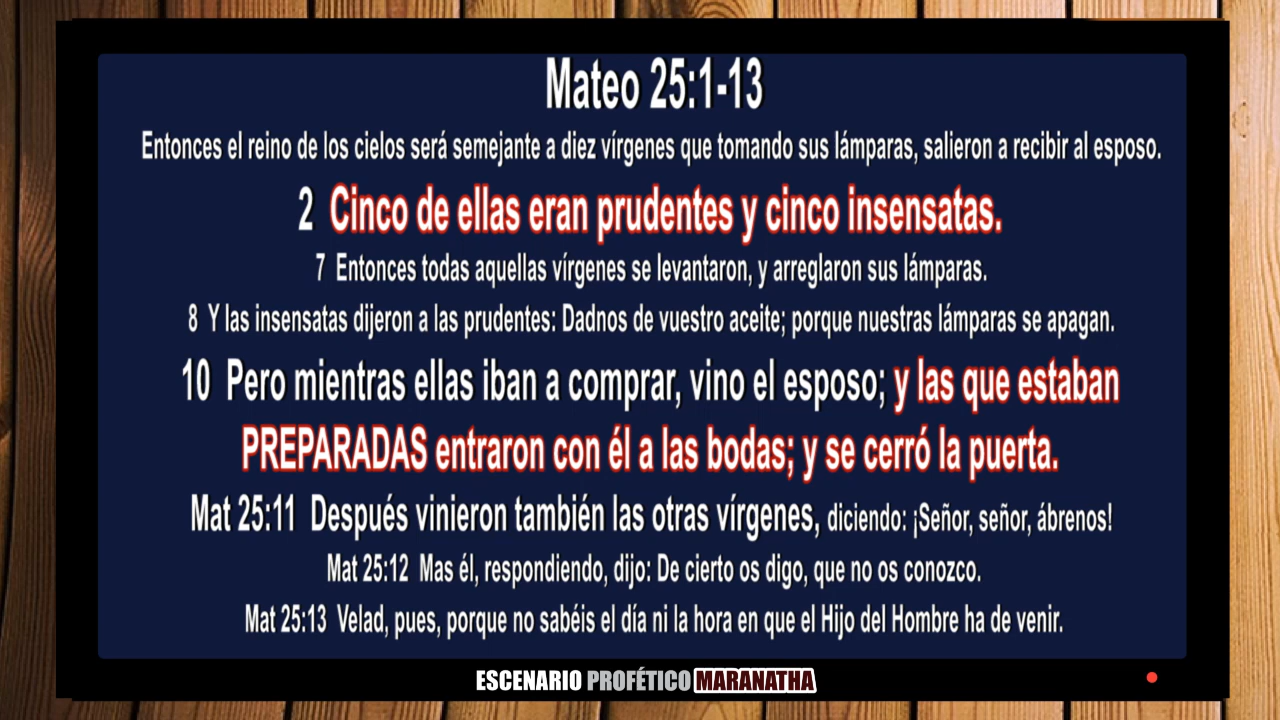 Mateo 25:1-13
Entonces el reino de los cielos será semejante a diez vírgenes que tomando sus lámparas, salieron a recibir al esposo.
2 Cinco de ellas eran prudentes y cinco insensatas.
7 Entonces todas aquellas vírgenes se levantaron, y arreglaron sus lámparas.
8 Y las insensatas dijeron a las prudentes: Dadnos de vuestro aceite; porque nuestras lámparas se apagan.
10 Pero mientras ellas iban a comprar, vino el esposo; y las que estaban
PREPARADAS entraron con él a las bodas; y se cerró la puerta.
Mat 25:11 Después vinieron también las otras vírgenes, diciendo: ¡Señor, señor, ábrenos!
Mat 25:12 Mas él, respondiendo, dijo: De cierto os digo, que no os conozco.
Mat 25:13 Velad, pues, porque no sabéis el día ni la hora en que el Hijo del Hombre ha de venir.
ESCENARIO PROFÉTICO MARANATHA